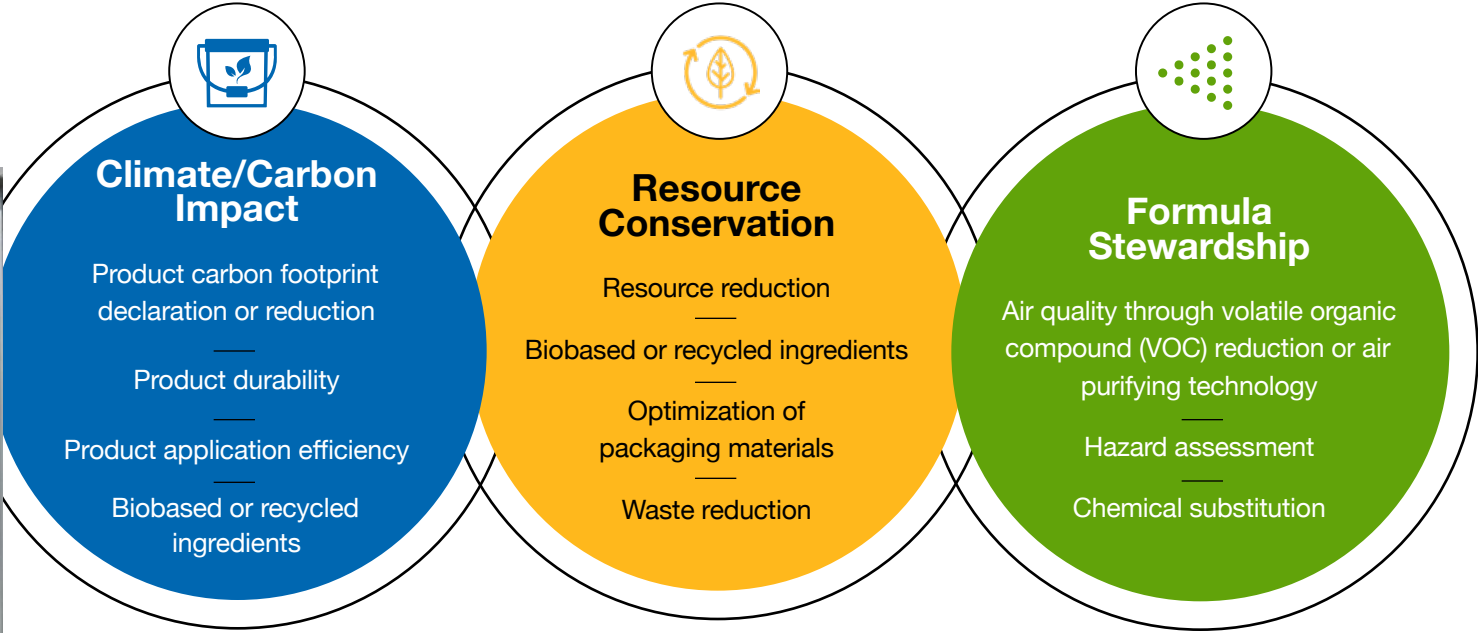 Climate/Carbon
Impact
Product carbon footprint
declaration or reduction
Product durability
Product application efficiency
Biobased or recycled
ingredients
Resource
Conservation
Resource reduction
Biobased or recycled ingredients
Optimization of
packaging materials
Waste reduction
Formula
Stewardship
Air quality through volatile organic
compound (VOC) reduction or air
purifying technology
Hazard assessment
Chemical substitution